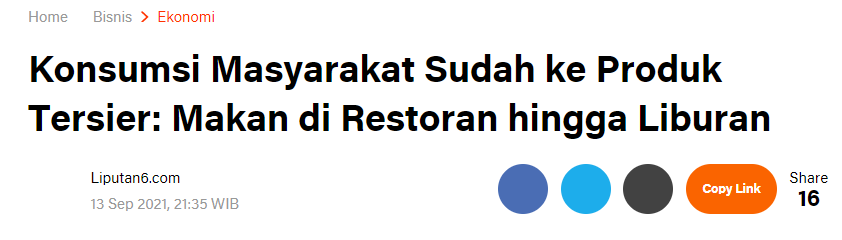 Home Bisnis > Ekonomi
Konsumsi Masyarakat Sudah ke Produk
Tersier: Makan di Restoran hingga Liburan
Liputan6.com
13 Sep 2021, 21:35 WIB
Copy Link
Share
16